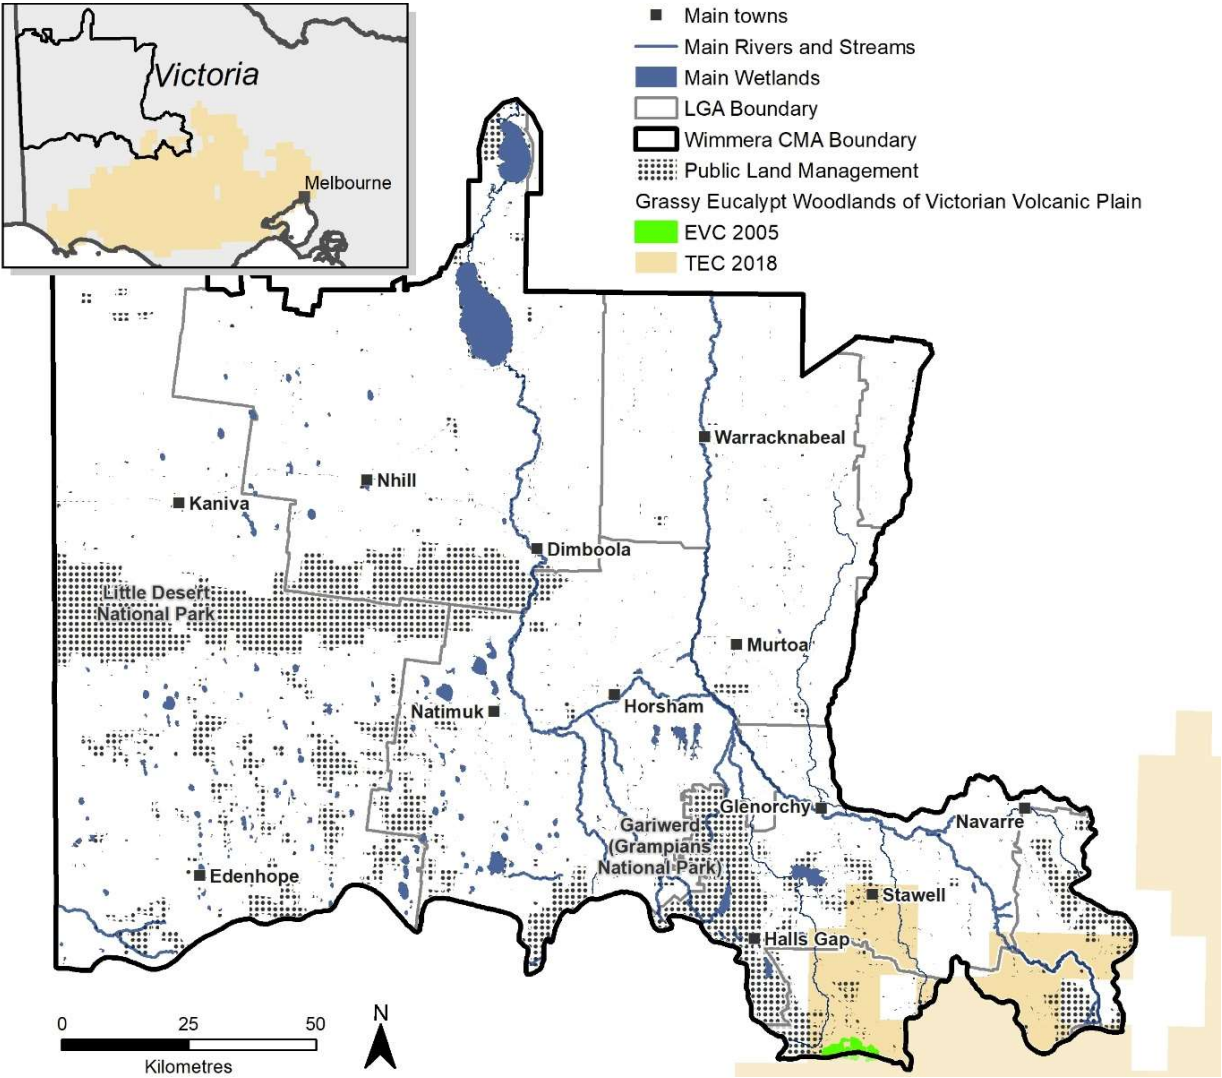 Victoria
Melbourne
Main towns
Main Rivers and Streams
Main Wetlands
LGA Boundary
Wimmera CMA Boundary
Public Land Management
Grassy Eucalypt Woodlands of Victorian Volcanic Plain
EVC 2005
TEC 2018
Warracknabeal
Nhill
Kaniva
Dimboola
Little Desert
National Park
Murtoa
Horsham
Natimuk
Glenorchy
Navarre
Gariwerd
(Grampians
National Park)
Edenhope
Stawell
Halls Gap
0 25 50
Kilometres
N